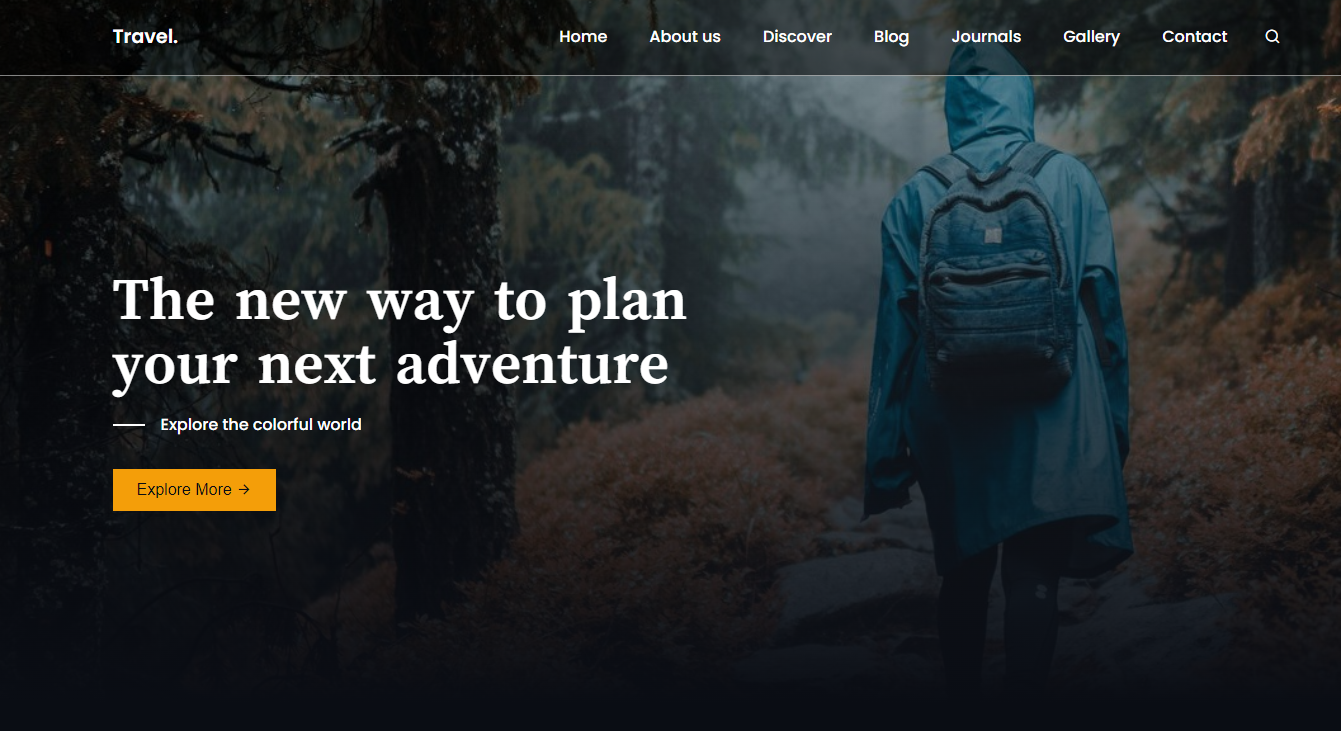 Travel.
Home About us Discover Blog Journals Gallery Contact
The new way to plan
your next adventure
Explore the colorful world
Explore More →